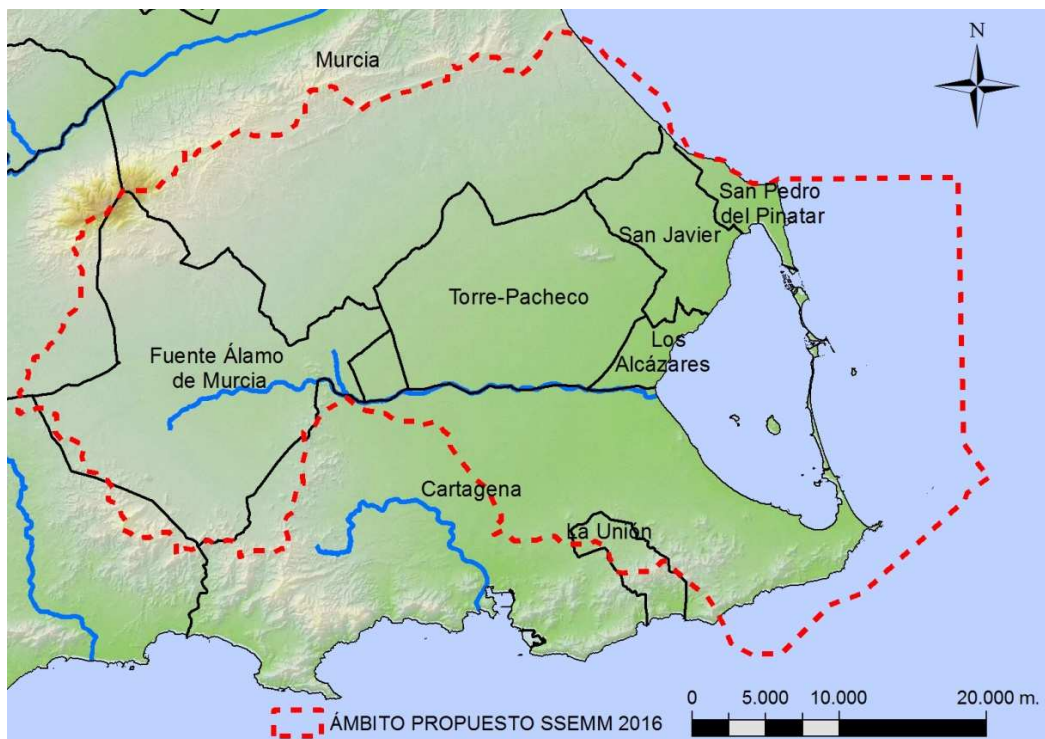 N
Murcia
San Pedro
del Pinatar
San Javier
Torre-Pacheco
Los
Alcázares
Fuente Álamo
de Murcia
Cartagena
La Unión
0 5.000 10.000 20.000 m.
ÁMBITO PROPUESTO SSEMM 2016